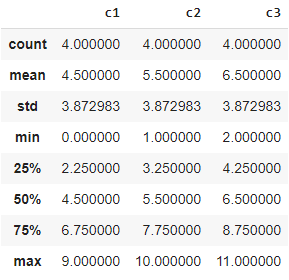 c1 c2 c3
count 4.000000 4.000000 4.000000
mean 4.500000 5.500000 6.500000
std 3.872983 3.872983 3.872983
min 0.000000 1.000000 2.000000
25% 2.250000 3.250000 4.250000
50% 4.500000 5.500000 6.500000
75% 6.750000 7.750000 8.750000
max 9.000000 10.000000 11.000000